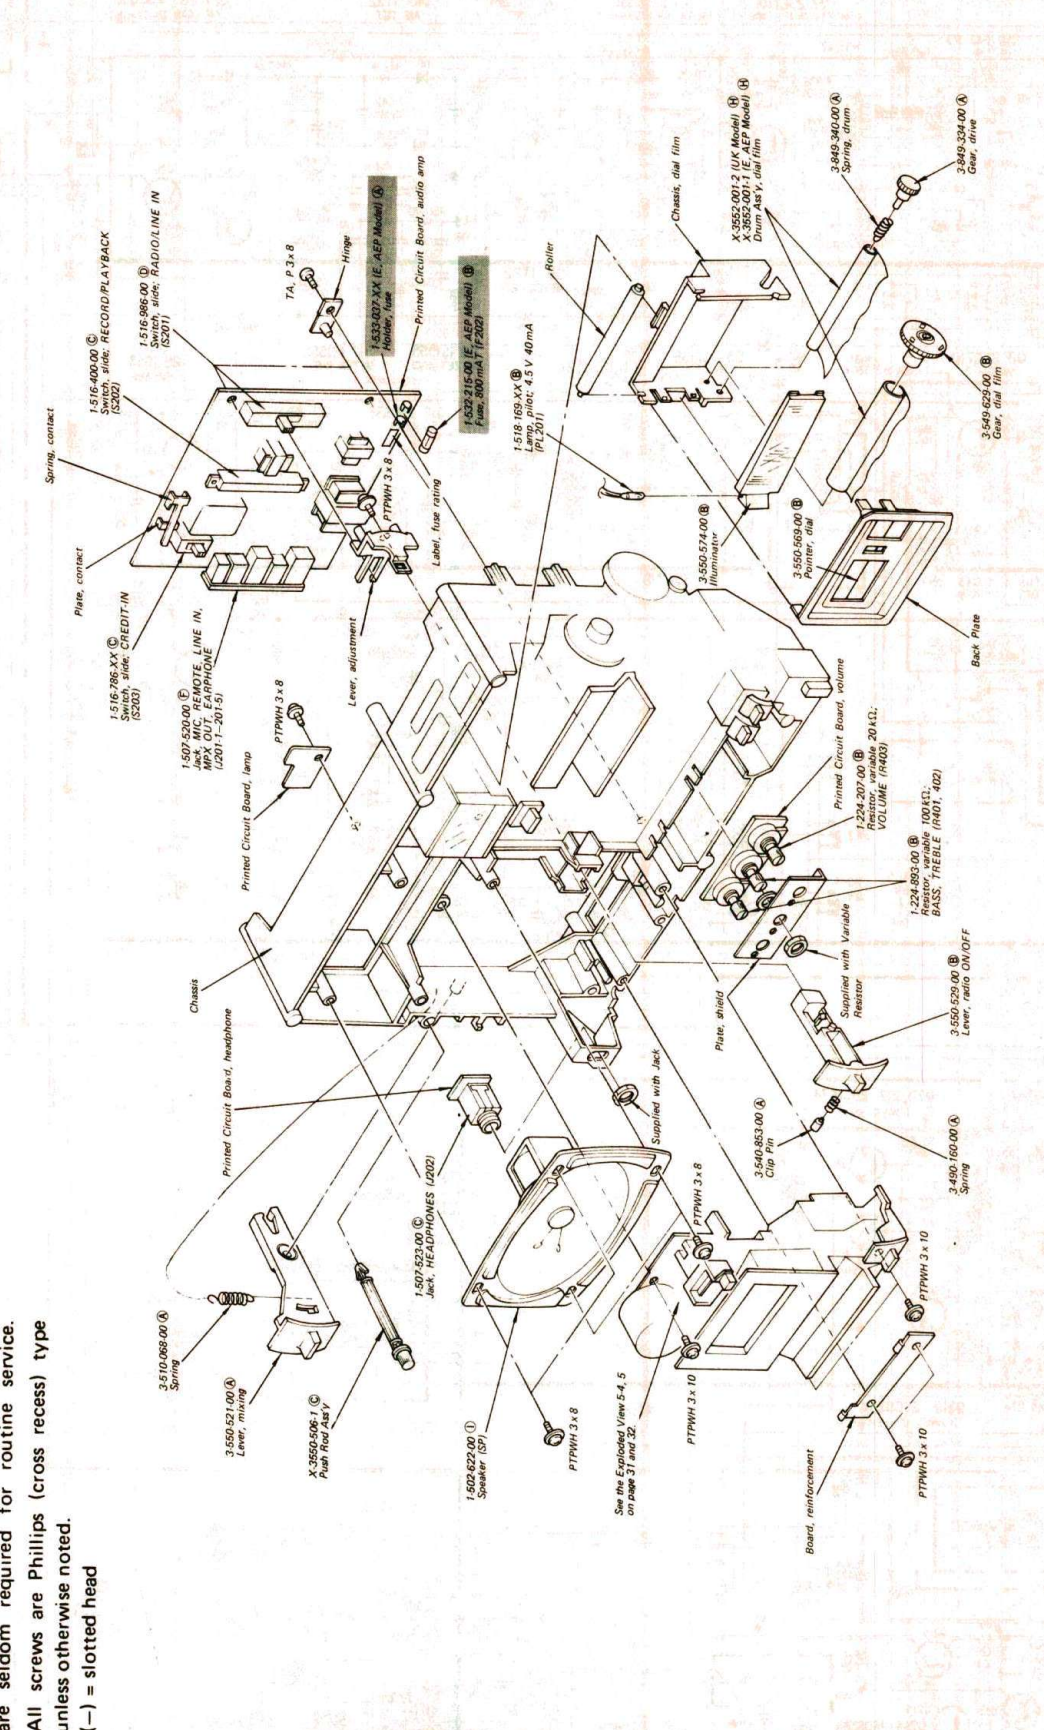 are seldom required for routine service.
All screws are Phillips (cross recess) type
unless otherwise noted.
(−) = slotted head
3-510-068-00 Ⓐ
Spring
3-550-521-00 Ⓐ
Lever, mixing
X-3550-506-1 Ⓒ
Push Rod Ass'y
1-502-622-00 Ⓘ
Speaker (SP)
PTPWH 3 x 8
See the Exploded View 5-4, 5
on page 31 and 32.
PTPWH 3 x 10
Board, reinforcement
PTPWH 3 x 10
PTPWH 3 x 10
PTPWH 3 x 8
1-507-523-00 Ⓒ
Jack, HEADPHONES (J202)
Printed Circuit Board, headphone
Supplied with Jack
3-540-853-00 Ⓐ
Clip Pin
3-490-160-00 Ⓐ
Spring
3-550-529-00 Ⓑ
Lever, radio ON/OFF
Chassis
Plate, shield
Supplied with Variable
Resistor
Printed Circuit Board, lamp
PTPWH 3 x 8
1-224-893-00 Ⓑ
Resistor, variable 100 kΩ;
BASS, TREBLE (R401, 402)
1-224-207-00 Ⓑ
Resistor, variable 20 kΩ;
VOLUME (R403)
Printed Circuit Board, volume
1-507-520-00 Ⓕ
Jack, MIC, REMOTE, LINE IN,
MPX OUT, EARPHONE
(J201-1–201-5)
1-516-786-XX Ⓒ
Switch, slide; CREDIT-IN
(S203)
Plate, contact
Spring, contact
1-516-400-00 Ⓒ
Switch, slide; RECORD/PLAYBACK
(S202)
1-516-986-00 Ⓓ
Switch, slide; RADIO/LINE IN
(S201)
Lever, adjustment
PTPWH 3 x 8
Label, fuse rating
TA, P 3 x 8
Hinge
1-533-037-XX (E, AEP Model) Ⓐ
Holder, fuse
Printed Circuit Board, audio amp
1-532-215-00 (E, AEP Model) Ⓑ
Fuse, 800 mAT (F202)
1-518-169-XX Ⓑ
Lamp, pilot; 4.5 V 40 mA
(PL201)
Roller
Chassis, dial film
X-3552-001-2 (UK Model) Ⓗ
X-3552-001-1 (E, AEP Model) Ⓗ
Drum Ass'y, dial film
3-849-340-00 Ⓐ
Spring, drum
3-849-334-00 Ⓐ
Gear, drive
3-549-629-00 Ⓑ
Gear, dial film
3-550-574-00 Ⓑ
Illuminator
3-550-569-00 Ⓑ
Pointer, dial
Back Plate